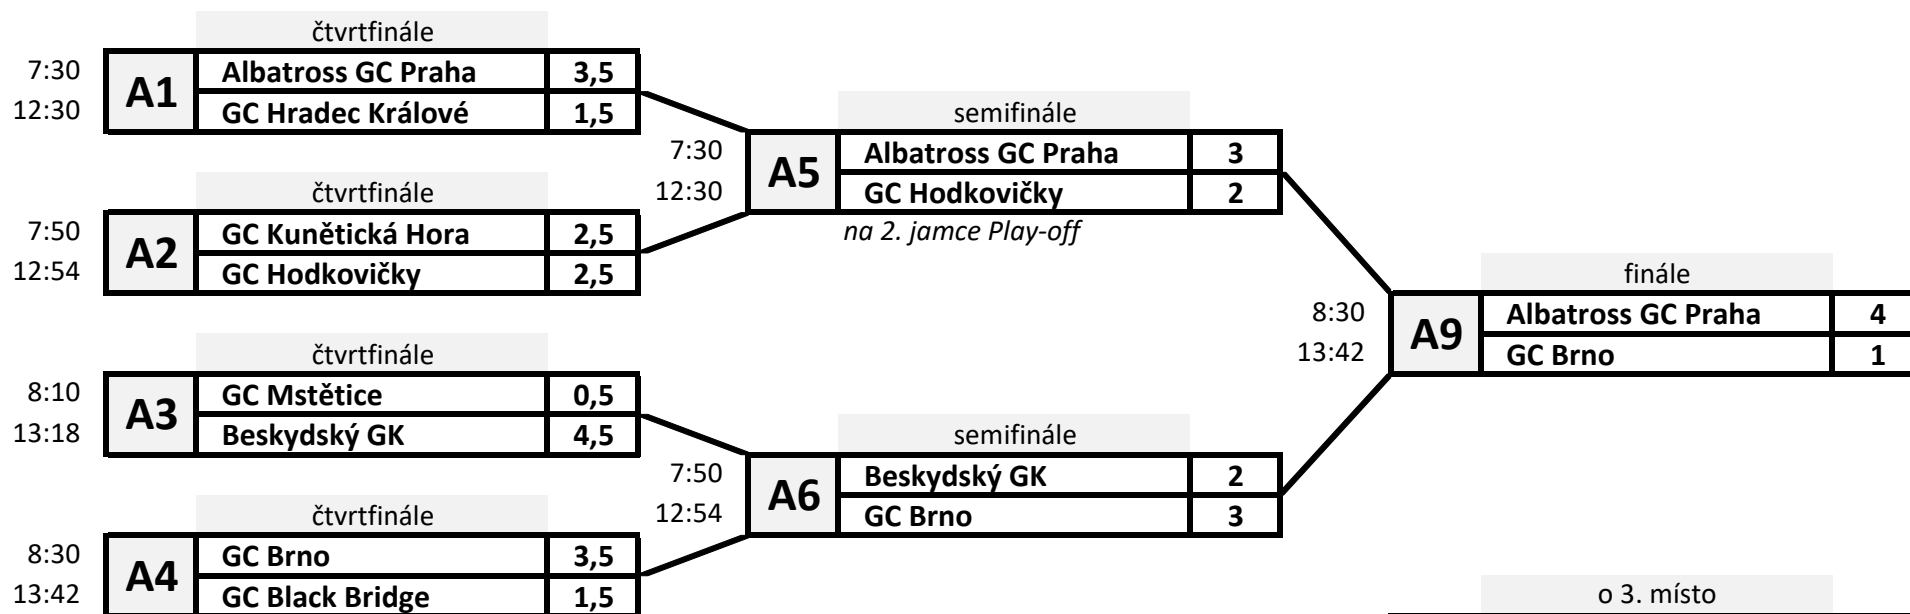 čtvrtfinále
7:30 A1 Albatross GC Praha 3,5
12:30 GC Hradec Králové 1,5
čtvrtfinále
7:50 A2 GC Kunětická Hora 2,5
12:54 GC Hodkovičky 2,5
čtvrtfinále
8:10 A3 GC Mstětice 0,5
13:18 Beskydský GK 4,5
čtvrtfinále
8:30 A4 GC Brno 3,5
13:42 GC Black Bridge 1,5
semifinále
7:30 A5 Albatross GC Praha 3
12:30 GC Hodkovičky 2
na 2. jamce Play-off
semifinále
7:50 A6 Beskydský GK 2
12:54 GC Brno 3
finále
8:30 A9 Albatross GC Praha 4
13:42 GC Brno 1
o 3. místo